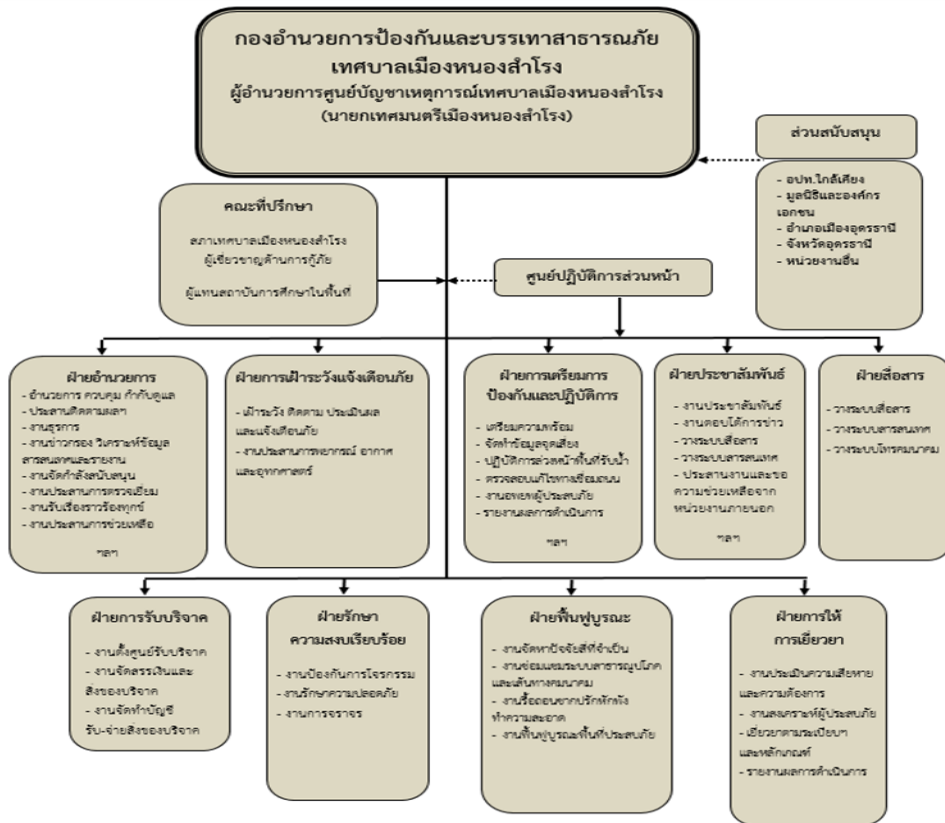 กองอำนวยการป้องกันและบรรเทาสาธารณภัย
เทศบาลเมืองหนองสำโรง
ผู้อำนวยการศูนย์บัญชาเหตุการณ์เทศบาลเมืองหนองสำโรง
(นายกเทศมนตรีเมืองหนองสำโรง)
ส่วนสนับสนุน
- อปท.ใกล้เคียง
- มูลนิธิและองค์กร
เอกชน
- อำเภอเมืองอุดรธานี
- จังหวัดอุดรธานี
- หน่วยงานอื่น
คณะที่ปรึกษา
สภาเทศบาลเมืองหนองสำโรง
ผู้เชี่ยวชาญด้านการกู้ภัย
ผู้แทนสถาบันการศึกษาในพื้นที่
ศูนย์ปฏิบัติการส่วนหน้า
ฝ่ายอำนวยการ
- อำนวยการ ควบคุม กำกับดูแล
- ประสานติดตามผลฯ
- งานธุรการ
- งานข่าวกรอง วิเคราะห์ข้อมูล
สารสนเทศและรายงาน
- งานจัดกำลังสนับสนุน
- งานประสานการตรวจเยี่ยม
- งานรับเรื่องราวร้องทุกข์
- งานประสานการช่วยเหลือ
ฯลฯ
ฝ่ายการเฝ้าระวังแจ้งเตือนภัย
- เฝ้าระวัง ติดตาม ประเมินผล
และแจ้งเตือนภัย
- งานประสานการพยากรณ์ อากาศ
และอุทกศาสตร์
ฝ่ายการเตรียมการ
ป้องกันและปฏิบัติการ
- เตรียมความพร้อม
- จัดทำข้อมูลจุดเสี่ยง
- ปฏิบัติการล่วงหน้าพื้นที่รับน้ำ
- ตรวจสอบแก้ไขทางเชื่อมถนน
- งานอพยพผู้ประสบภัย
- รายงานผลการดำเนินการ
ฯลฯ
ฝ่ายประชาสัมพันธ์
- งานประชาสัมพันธ์
- งานตอบโต้การข่าว
- วางระบบสื่อสาร
- วางระบบสารสนเทศ
- ประสานงานและขอ
ความช่วยเหลือจาก
หน่วยงานภายนอก
ฯลฯ
ฝ่ายสื่อสาร
- วางระบบสื่อสาร
- วางระบบสารสนเทศ
- วางระบบโทรคมนาคม
ฝ่ายการรับบริจาค
- งานตั้งศูนย์รับบริจาค
- งานจัดสรรเงินและ
สิ่งของบริจาค
- งานจัดทำบัญชี
รับ-จ่ายสิ่งของบริจาค
ฝ่ายรักษา
ความสงบเรียบร้อย
- งานป้องกันการโจรกรรม
- งานรักษาความปลอดภัย
- งานการจราจร
ฝ่ายฟื้นฟูบูรณะ
- งานจัดหาปัจจัยสี่ที่จำเป็น
- งานซ่อมแซมระบบสาธารณูปโภค
และเส้นทางคมนาคม
- งานรื้อถอนซากปรักหักพัง
ทำความสะอาด
- งานฟื้นฟูบูรณะพื้นที่ประสบภัย
ฝ่ายการให้
การเยี่ยวยา
- งานประเมินความเสียหาย
และความต้องการ
- งานสงเคราะห์ผู้ประสบภัย
- เยี่ยวยาตามระเบียบฯ
และหลักเกณฑ์
- รายงานผลการดำเนินการ